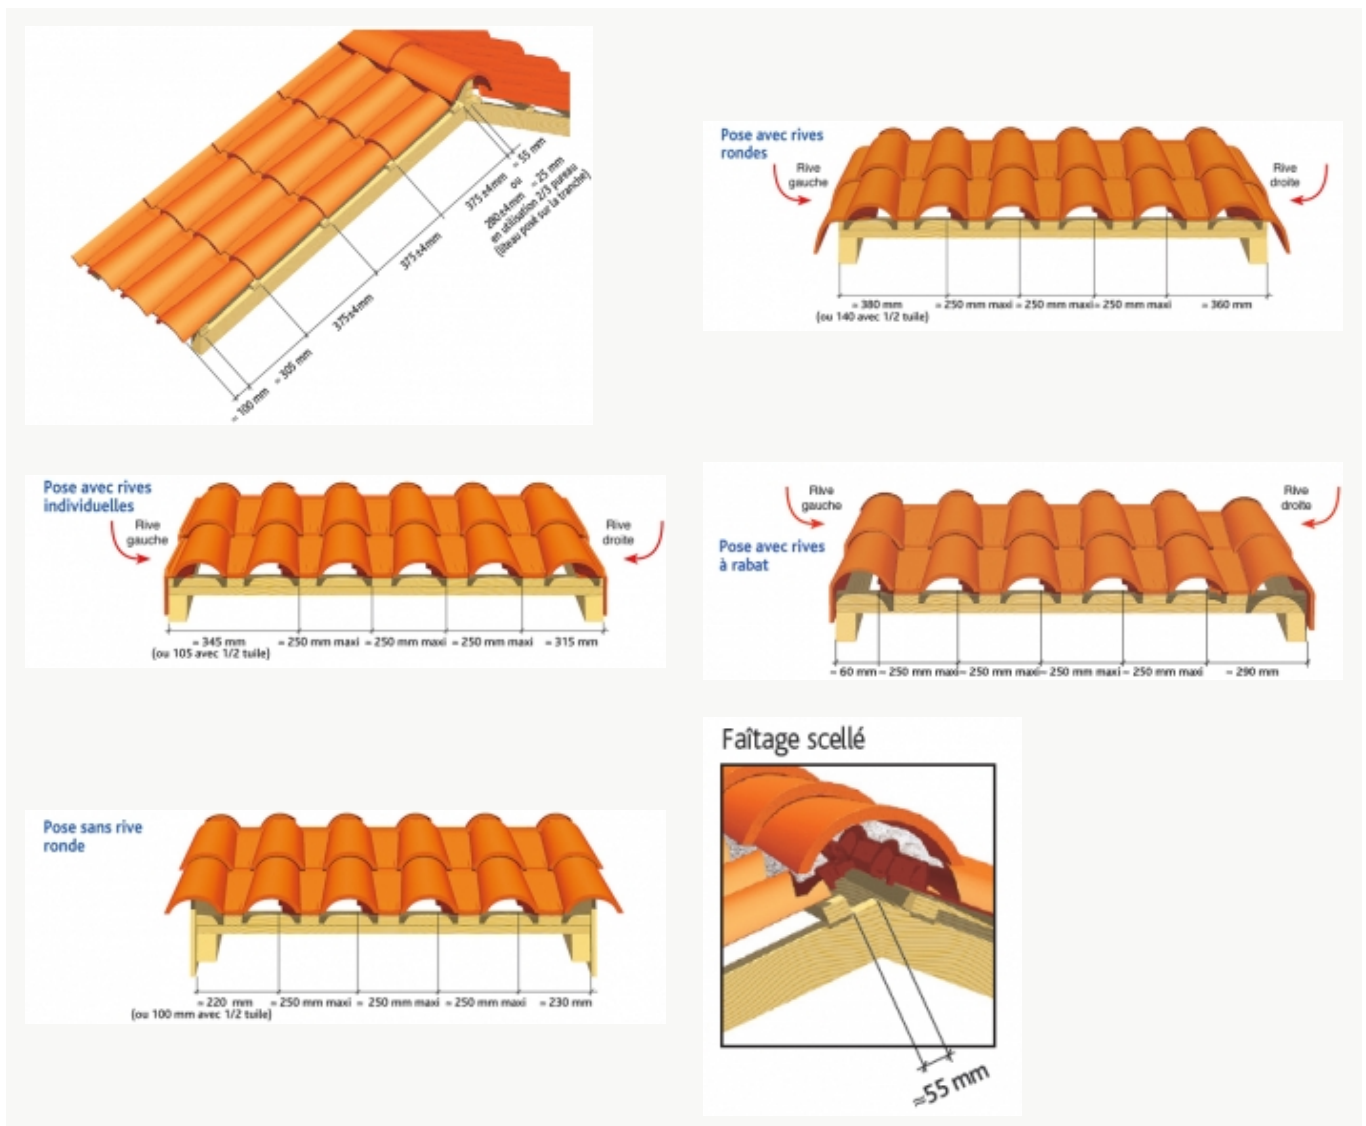 ≈ 55 mm
375 ±4mm
ou
280±4mm ≈ 25 mm
en utilisation 2/3 pureau
(liteau posé sur la tranche)
375±4mm
375±4mm
≈ 305 mm
≈ 100 mm
Pose avec rives
rondes
Rive
gauche
Rive
droite
≈ 380 mm ≈ 250 mm maxi ≈ 250 mm maxi ≈ 250 mm maxi ≈ 360 mm
(ou 140 avec 1/2 tuile)
Pose avec rives
individuelles
Rive
gauche
Rive
droite
≈ 345 mm ≈ 250 mm maxi ≈ 250 mm maxi ≈ 250 mm maxi ≈ 315 mm
(ou 105 avec 1/2 tuile)
Rive
gauche
Rive
droite
Pose avec rives
à rabat
≈ 60 mm ≈ 250 mm maxi ≈ 250 mm maxi ≈ 250 mm maxi ≈ 250 mm maxi ≈ 290 mm
Pose sans rive
ronde
≈ 220 mm ≈ 250 mm maxi ≈ 250 mm maxi ≈ 250 mm maxi ≈ 230 mm
(ou 100 mm avec 1/2 tuile)
Faîtage scellé
≈55 mm